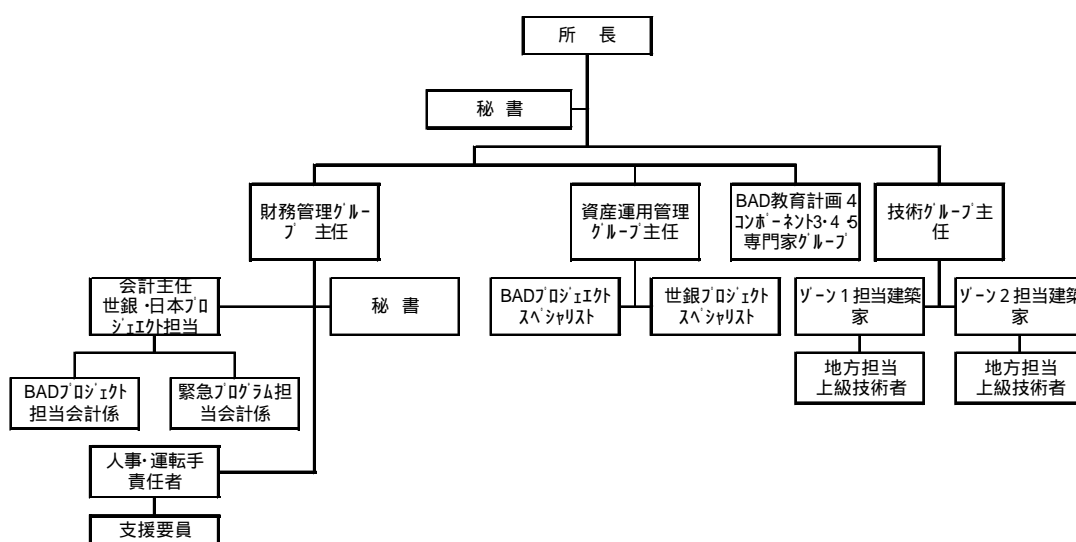 所 長
秘 書
財務管理ｸﾞﾙｰ
ﾌﾟ 主任
資産運用管理
ｸﾞﾙｰﾌﾟ主任
BAD教育計画４
ｺﾝﾎﾟｰﾈﾝﾄ3･４･5
専門家ｸﾞﾙｰﾌﾟ
技術ｸﾞﾙｰﾌﾟ主
任
会計主任
世銀・日本ﾌﾟﾛ
ｼﾞｪｴｸﾄ担当
秘 書
BADﾌﾟﾛｼﾞｪｴｸﾄ
ｽﾍﾟｼｬﾘｽﾄ
世銀ﾌﾟﾛｼﾞｪｸﾄ
ｽﾍﾟｼｬﾘｽﾄ
ｿﾞｰﾝ１担当建築
家
ｿﾞｰﾝ２担当建築
家
BADﾌﾟﾛｼﾞｪｸﾄ
担当会計係
緊急ﾌﾟﾛｸﾞﾗﾑ担
当会計係
地方担当
上級技術者
地方担当
上級技術者
人事･運転手
責任者
支援要員